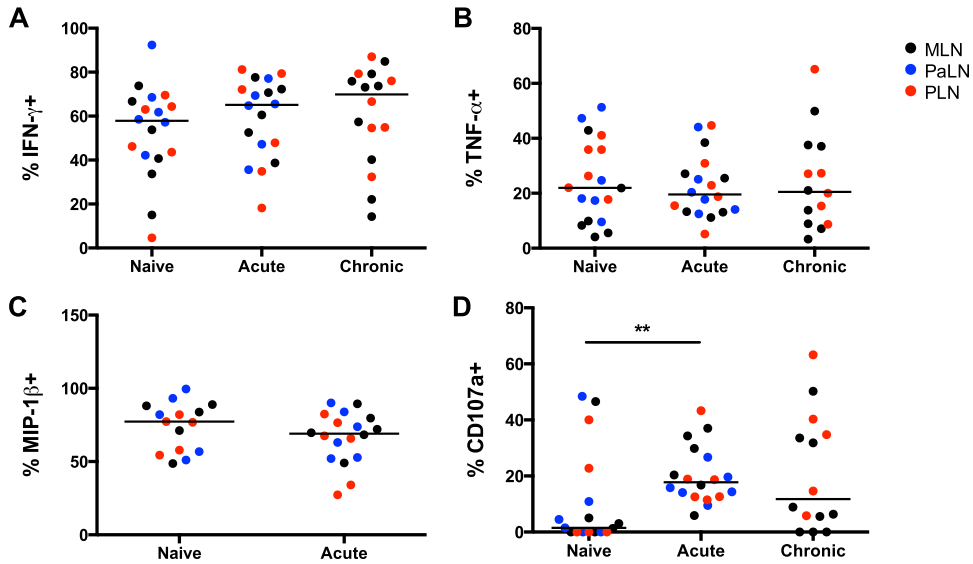 A
% IFN-γ+
100
80
60
40
20
0
Naive Acute Chronic
B
% TNF-α+
80
60
40
20
0
Naive Acute Chronic
MLN
PaLN
PLN
C
% MIP-1β+
150
100
50
0
Naive Acute
D
% CD107a+
80
60
40
20
0
**
Naive Acute Chronic